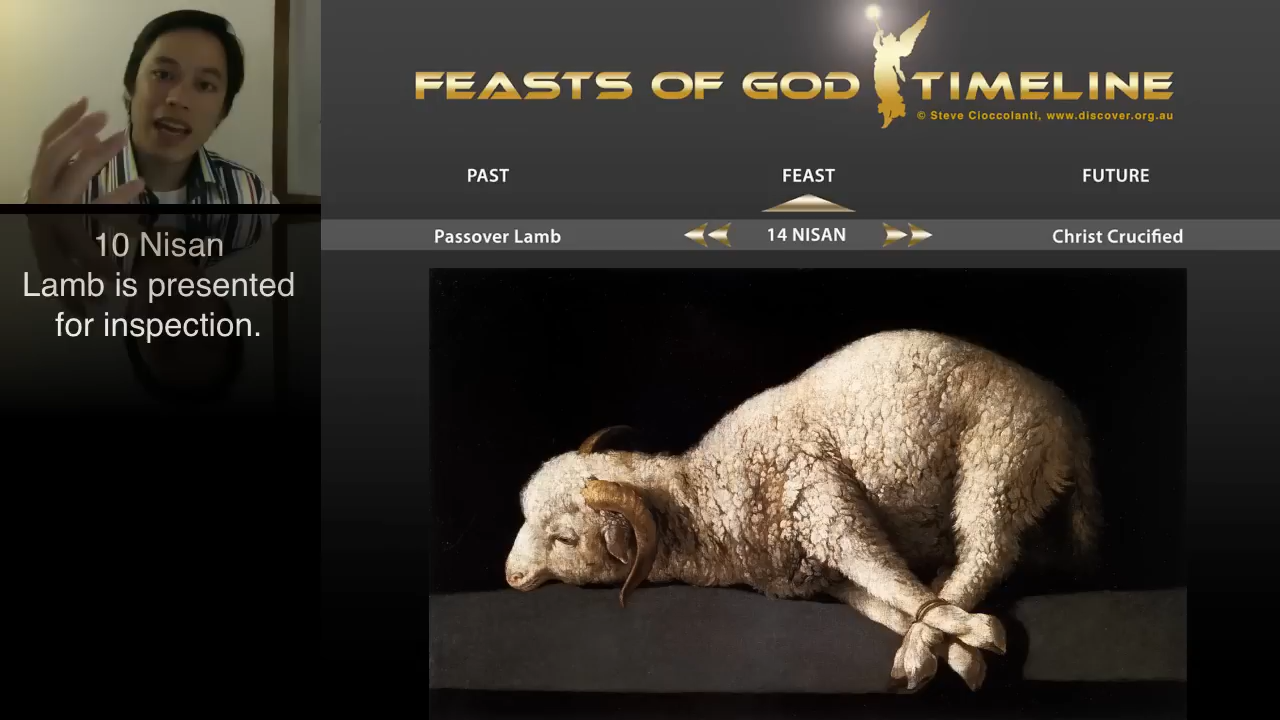 FEASTS OF GOD TIMELINE
© Steve Cioccolanti, www.discover.org.au
PAST FEAST FUTURE
Passover Lamb 14 NISAN Christ Crucified
10 Nisan
Lamb is presented
for inspection.